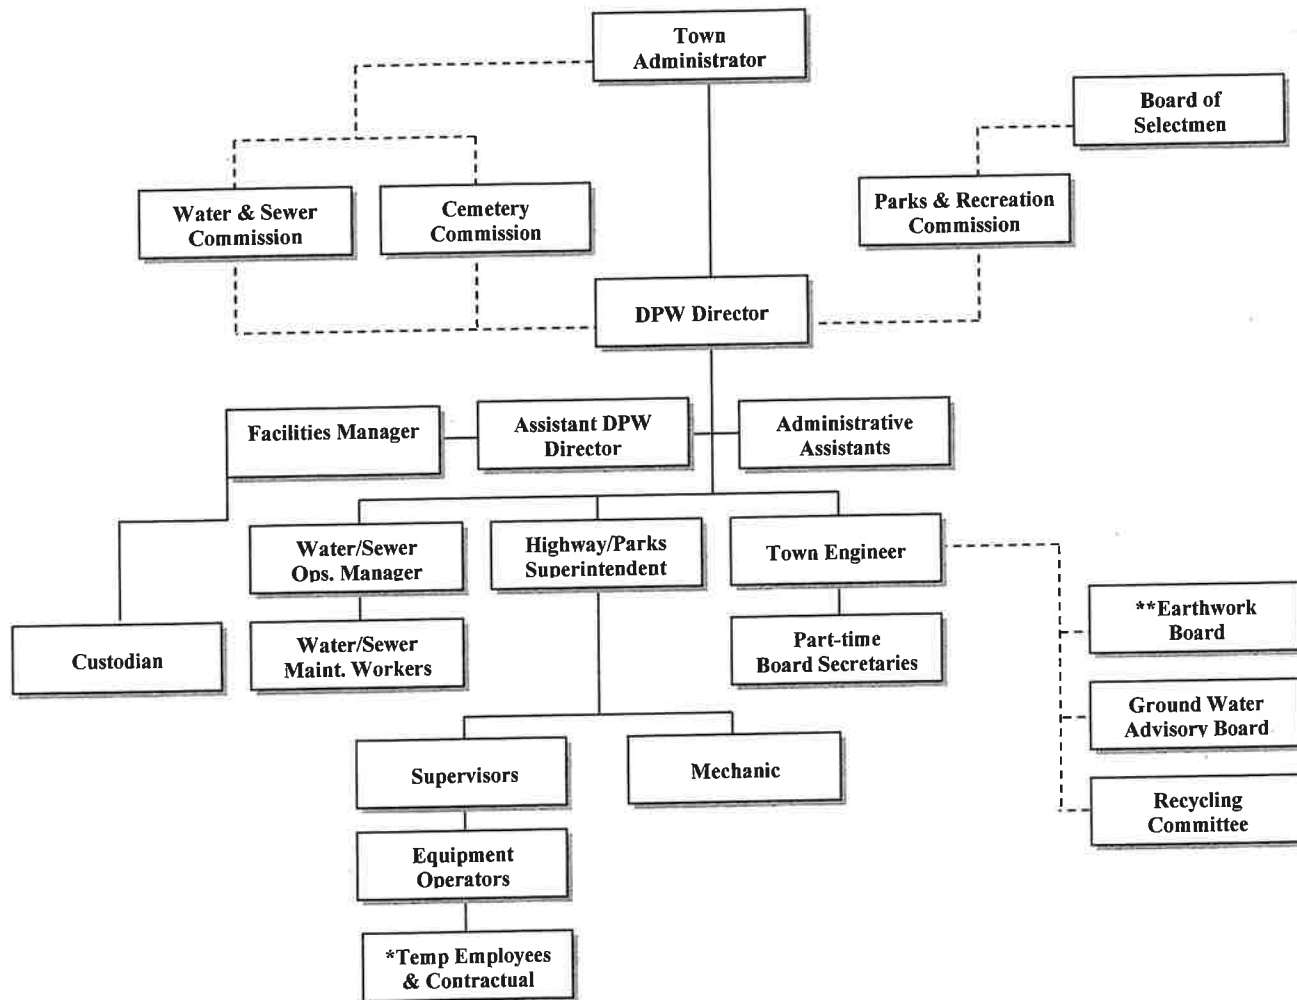 Town
Administrator
Board of
Selectmen
Water & Sewer
Commission
Cemetery
Commission
Parks & Recreation
Commission
DPW Director
Facilities Manager
Assistant DPW
Director
Administrative
Assistants
Water/Sewer
Ops. Manager
Highway/Parks
Superintendent
Town Engineer
**Earthwork
Board
Custodian
Water/Sewer
Maint. Workers
Part-time
Board Secretaries
Ground Water
Advisory Board
Supervisors
Mechanic
Recycling
Committee
Equipment
Operators
*Temp Employees
& Contractual